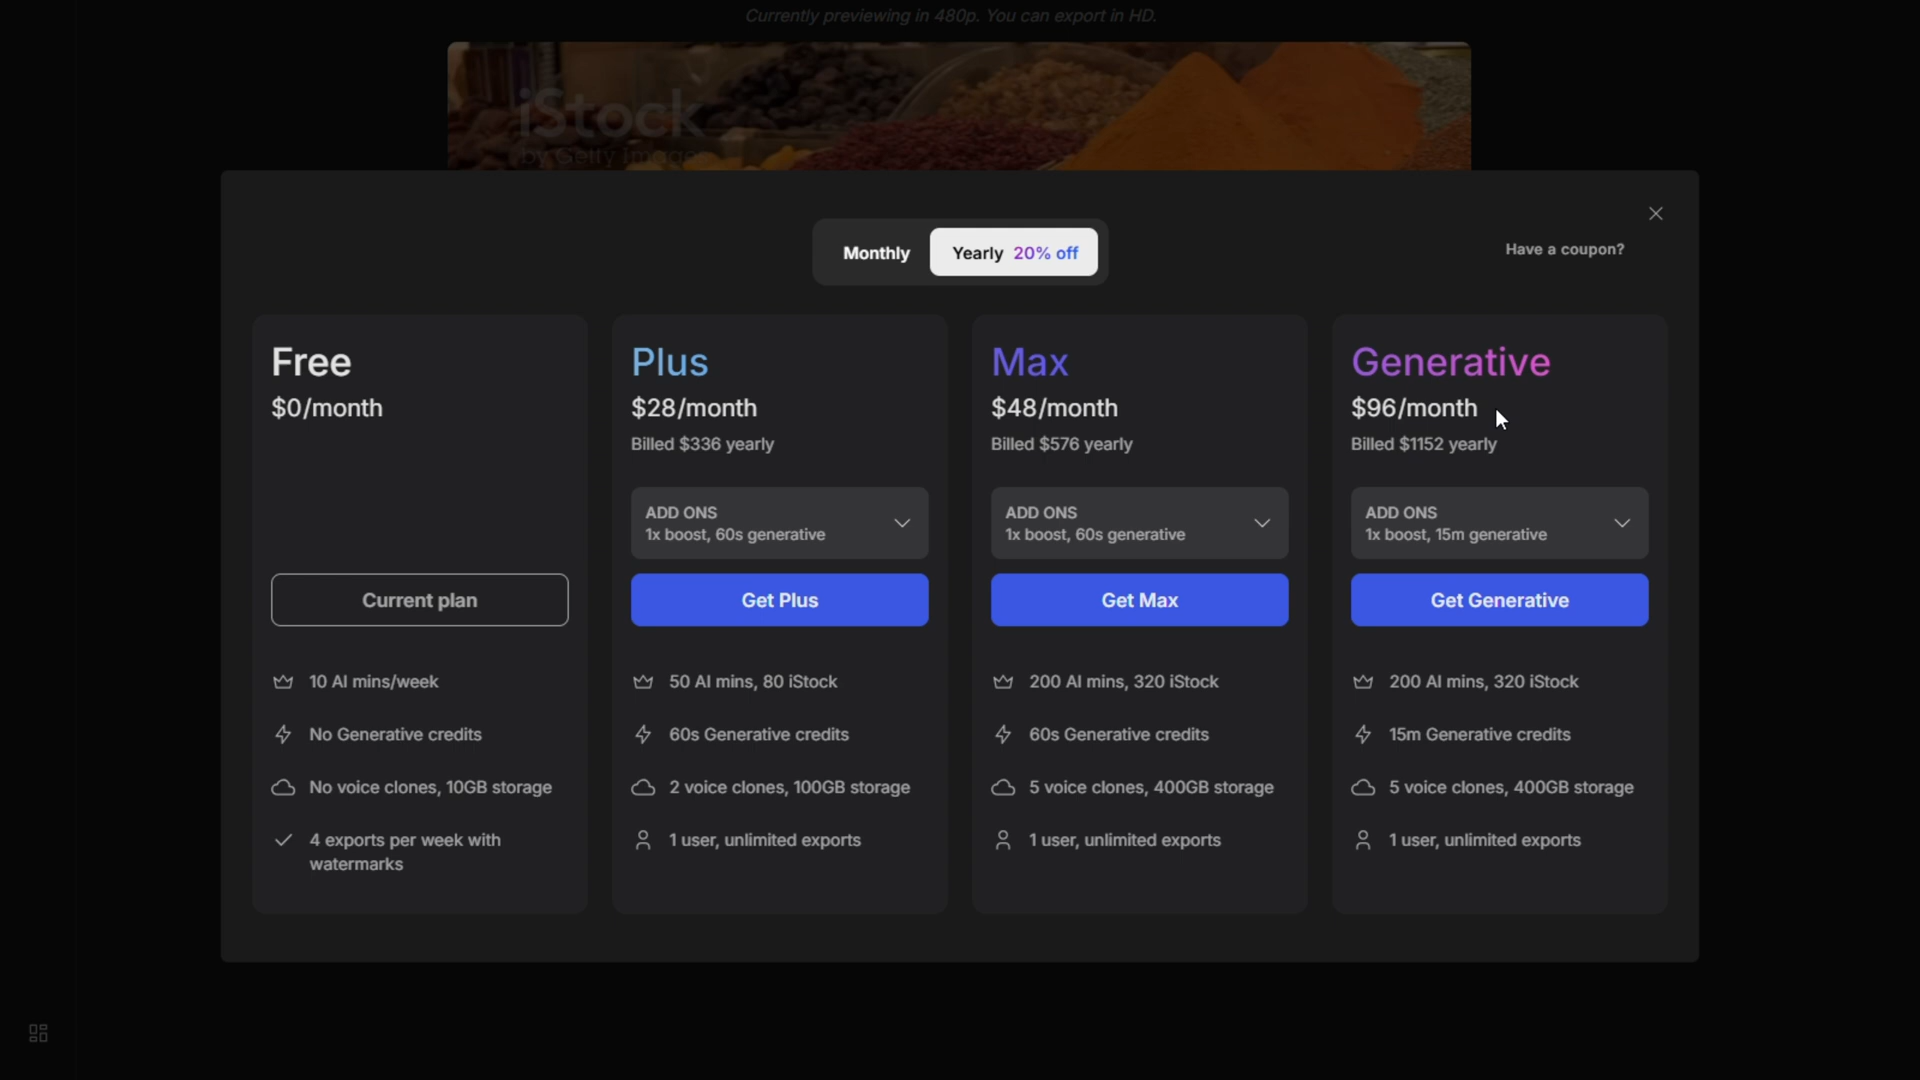 Currently previewing in 480p. You can export in HD.
iStock
by Getty Images
Monthly
Yearly 20% off
Have a coupon?
Free
$0/month
Current plan
10 AI mins/week
No Generative credits
No voice clones, 10GB storage
4 exports per week with
watermarks
Plus
$28/month
Billed $336 yearly
ADD ONS
1x boost, 60s generative
Get Plus
50 AI mins, 80 iStock
60s Generative credits
2 voice clones, 100GB storage
1 user, unlimited exports
Max
$48/month
Billed $576 yearly
ADD ONS
1x boost, 60s generative
Get Max
200 AI mins, 320 iStock
60s Generative credits
5 voice clones, 400GB storage
1 user, unlimited exports
Generative
$96/month
Billed $1152 yearly
ADD ONS
1x boost, 15m generative
Get Generative
200 AI mins, 320 iStock
15m Generative credits
5 voice clones, 400GB storage
1 user, unlimited exports